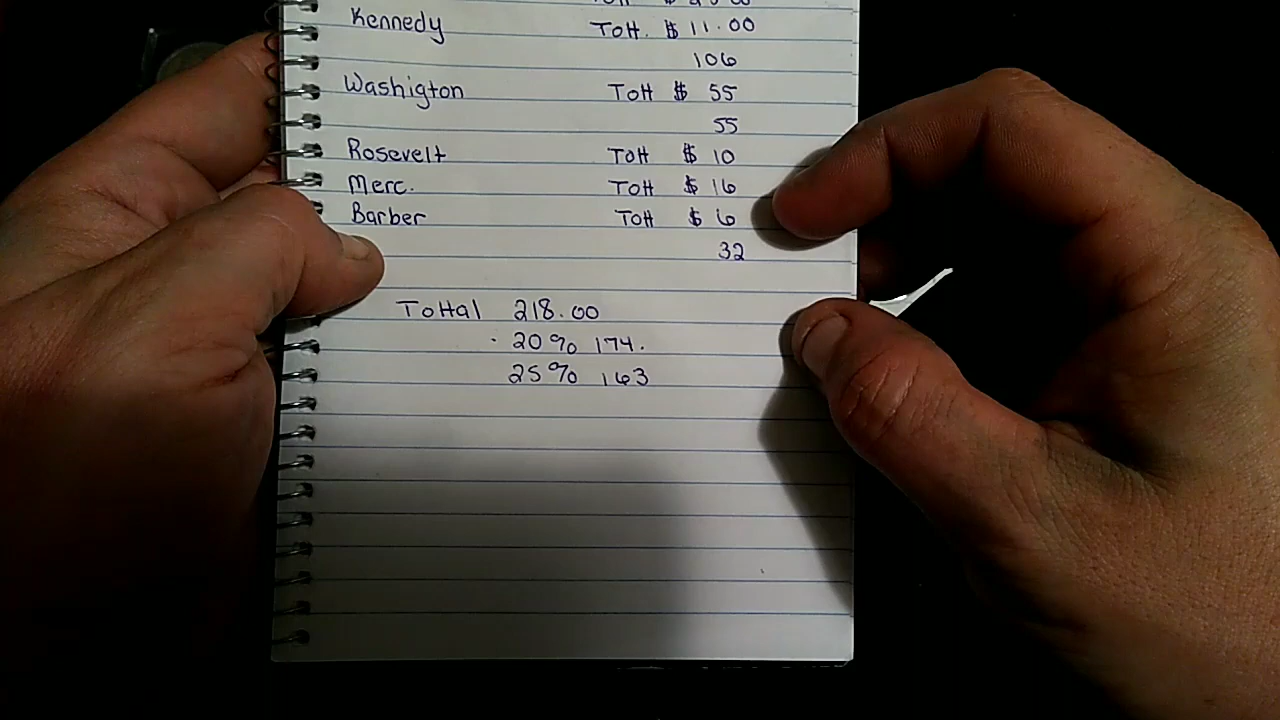 Kennedy TOH. $ 11.00
106
Washigton TOH $ 55
55
Rosevelt TOH $ 10
Merc. TOH $ 16
Barber TOH $ 6
32
TOHal 218.00
20% 174.
25% 163